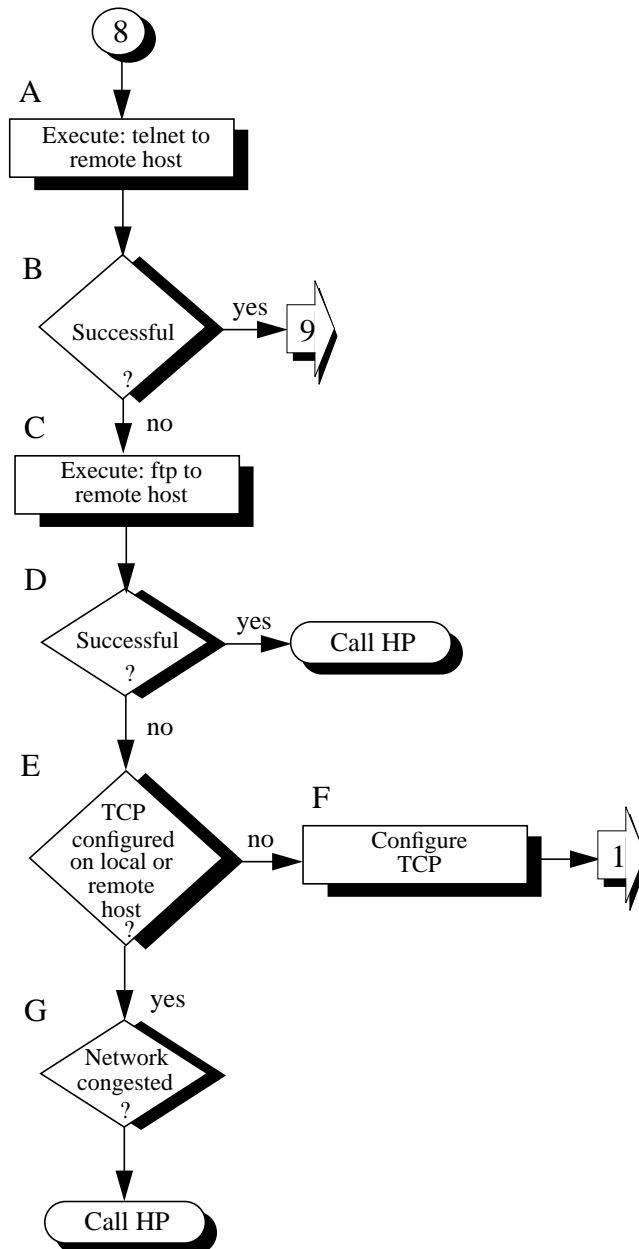 8
A
Execute: telnet to
remote host
B
Successful
?
yes
9
no
C
Execute: ftp to
remote host
D
Successful
?
yes
Call HP
no
E
TCP
configured
on local or
remote
host
?
no
F
Configure
TCP
1
yes
G
Network
congested
?
Call HP